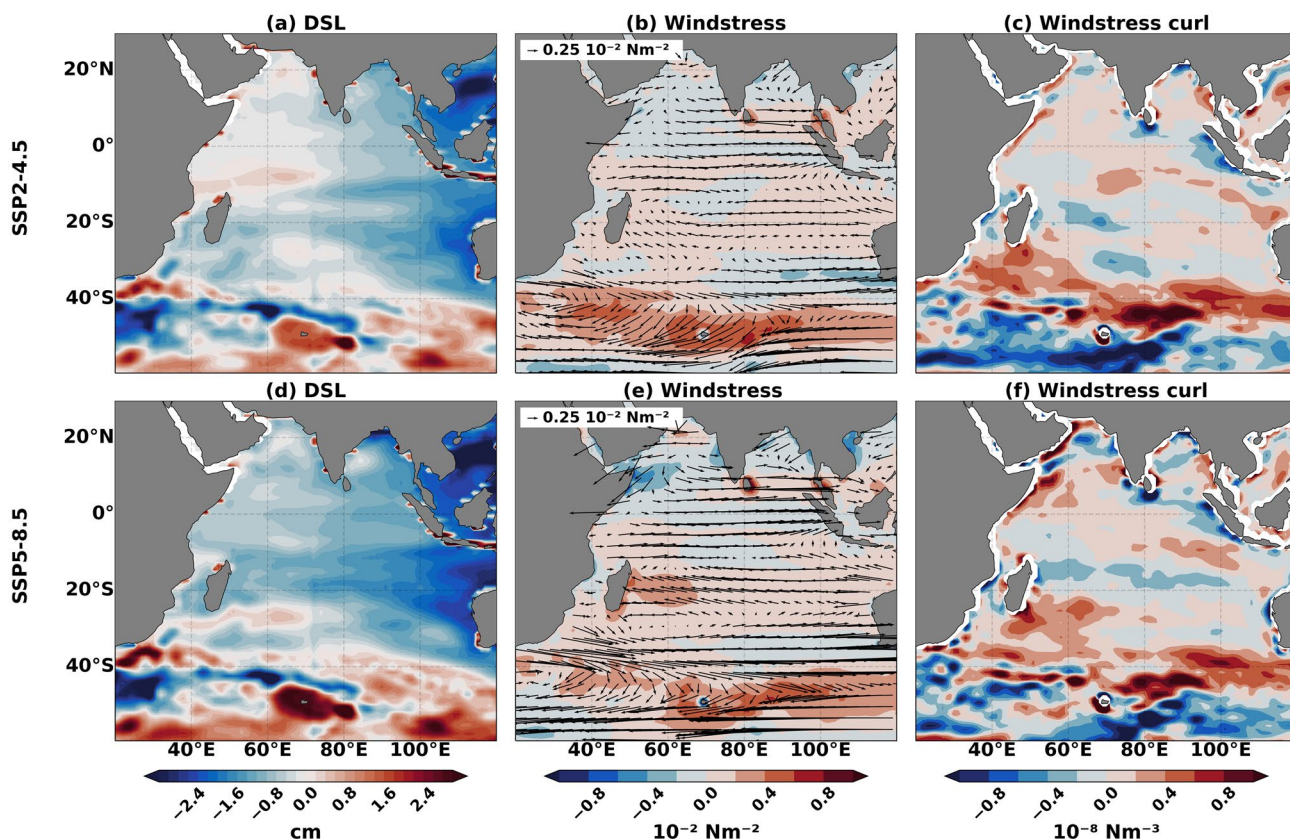 (a) DSL
(b) Windstress
(c) Windstress curl
SSP2-4.5
20°N
0°
20°S
40°S
→ 0.25 10⁻² Nm⁻²
(d) DSL
(e) Windstress
(f) Windstress curl
SSP5-8.5
20°N
0°
20°S
40°S
→ 0.25 10⁻² Nm⁻²
40°E 60°E 80°E 100°E
40°E 60°E 80°E 100°E
40°E 60°E 80°E 100°E
−2.4 −1.6 −0.8 0.0 0.8 1.6 2.4
−0.8 −0.4 0.0 0.4 0.8
−0.8 −0.4 0.0 0.4 0.8
cm
10⁻² Nm⁻²
10⁻⁸ Nm⁻³